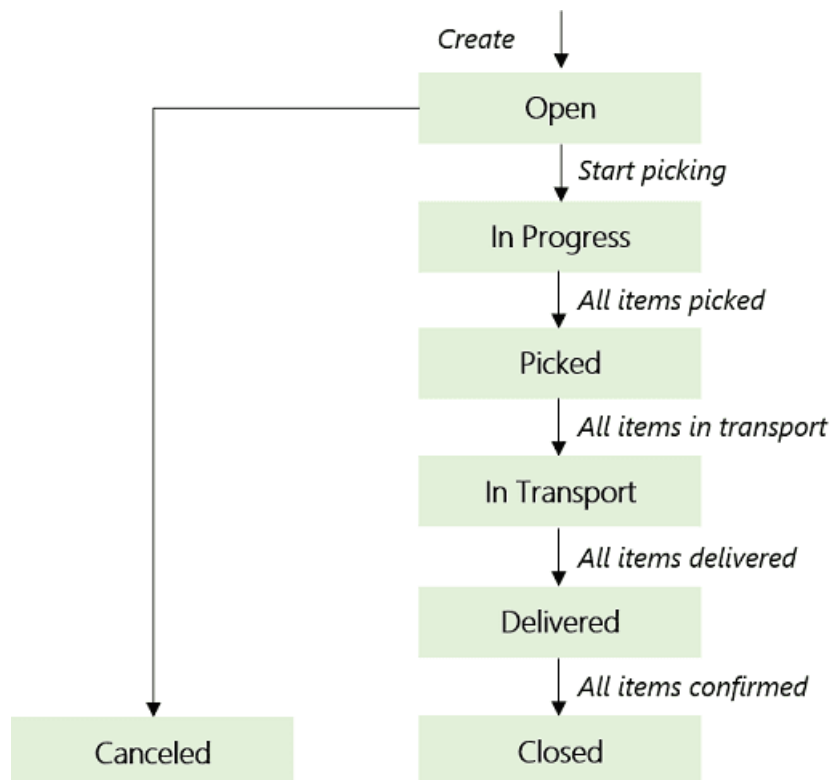 Create
Open
Start picking
In Progress
All items picked
Picked
All items in transport
In Transport
All items delivered
Delivered
All items confirmed
Canceled
Closed